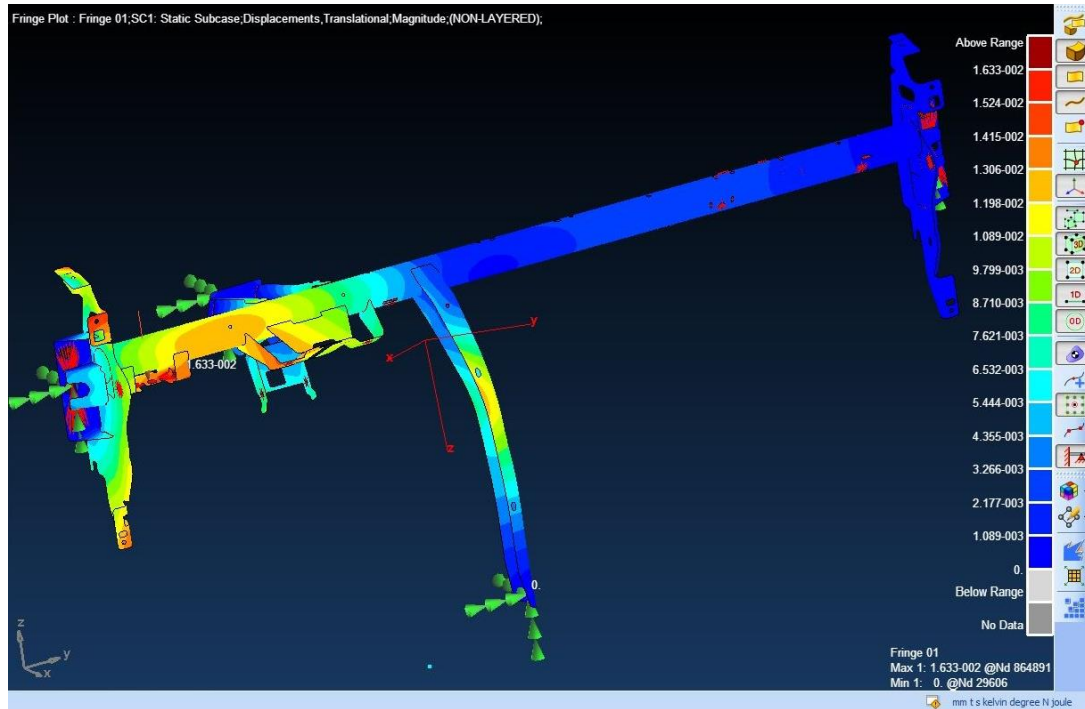 Fringe Plot : Fringe 01;SC1: Static Subcase;Displacements,Translational;Magnitude;(NON-LAYERED);
Above Range
1.633-002
1.524-002
1.415-002
1.306-002
1.198-002
1.089-002
9.799-003
8.710-003
7.621-003
6.532-003
5.444-003
4.355-003
3.266-003
2.177-003
1.089-003
0.
Below Range
No Data
3D
2D
1D
0D
y
x
z
1.633-002
0.
z
y
x
Fringe 01
Max 1: 1.633-002 @Nd 864891
Min 1: 0. @Nd 29606
mm t s kelvin degree N joule